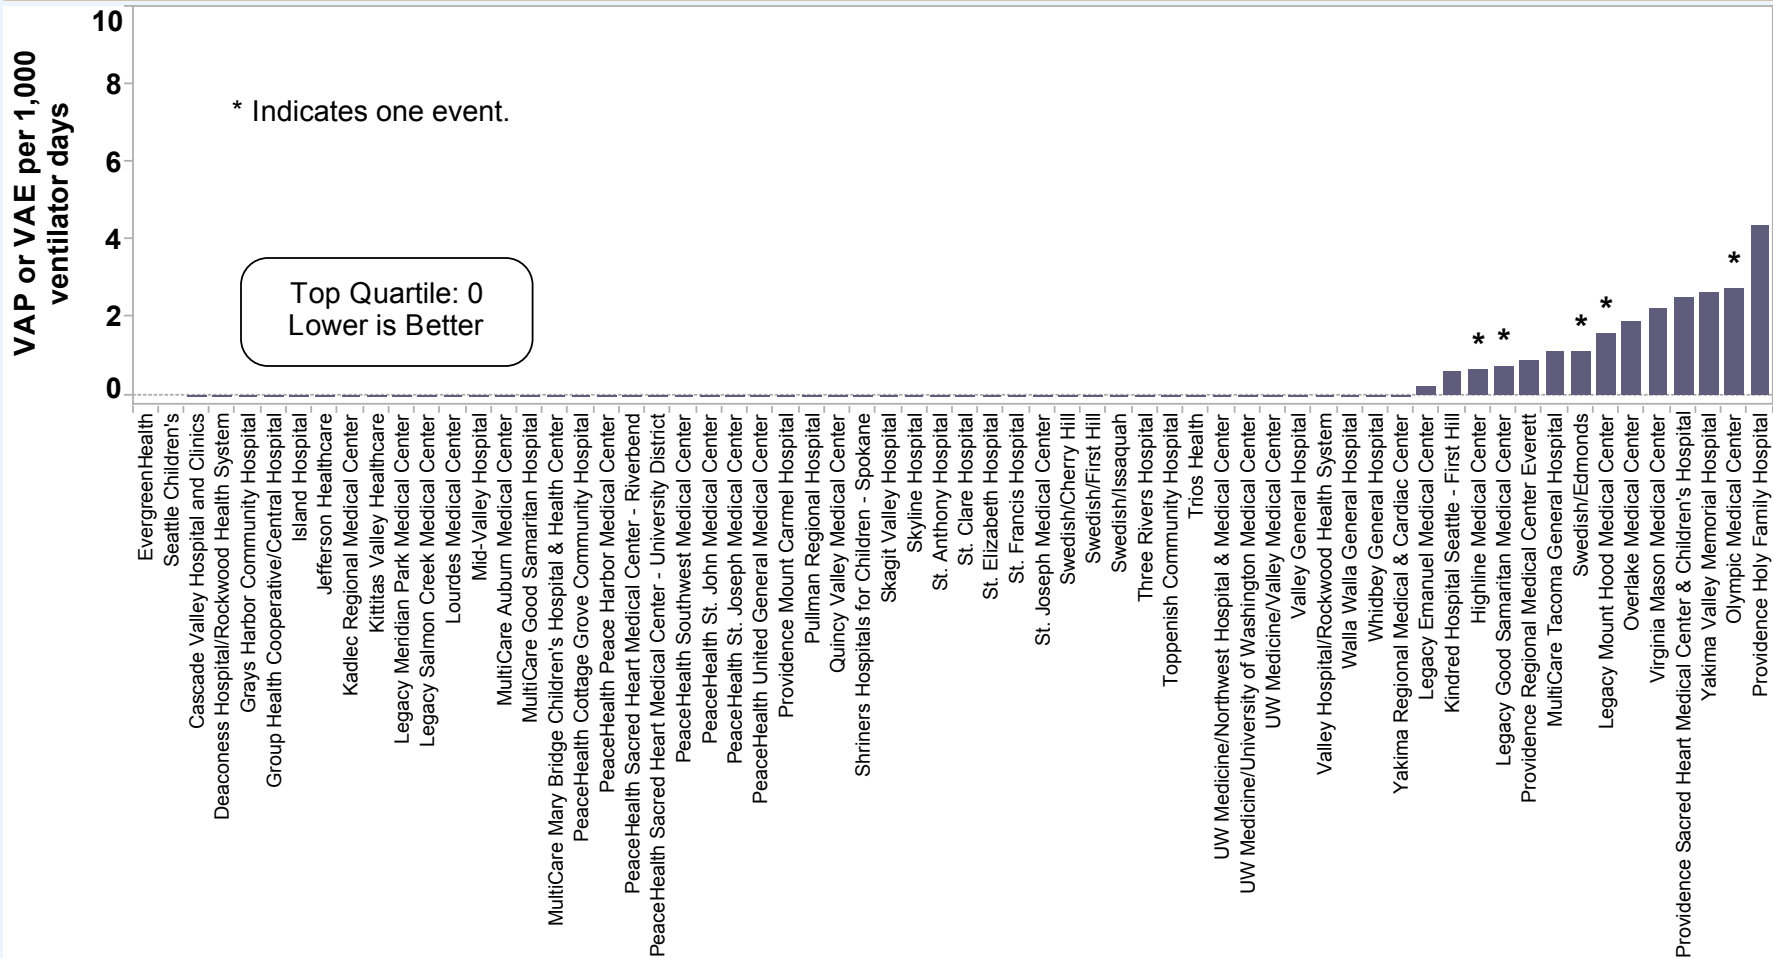 VAP or VAE per 1,000
ventilator days
10
8
6
4
2
0
* Indicates one event.
Top Quartile: 0
Lower is Better
*
*
*
*
*
EvergreenHealth
Seattle Children's
Cascade Valley Hospital and Clinics
Deaconess Hospital/Rockwood Health System
Grays Harbor Community Hospital
Group Health Cooperative/Central Hospital
Island Hospital
Jefferson Healthcare
Kadlec Regional Medical Center
Kittitas Valley Healthcare
Legacy Meridian Park Medical Center
Legacy Salmon Creek Medical Center
Lourdes Medical Center
Mid-Valley Hospital
MultiCare Auburn Medical Center
MultiCare Good Samaritan Hospital
MultiCare Mary Bridge Children's Hospital & Health Center
PeaceHealth Cottage Grove Community Hospital
PeaceHealth Peace Harbor Medical Center
PeaceHealth Sacred Heart Medical Center - Riverbend
PeaceHealth Sacred Heart Medical Center - University District
PeaceHealth Southwest Medical Center
PeaceHealth St. John Medical Center
PeaceHealth St. Joseph Medical Center
PeaceHealth United General Medical Center
Providence Mount Carmel Hospital
Pullman Regional Hospital
Quincy Valley Medical Center
Shriners Hospitals for Children - Spokane
Skagit Valley Hospital
Skyline Hospital
St. Anthony Hospital
St. Clare Hospital
St. Elizabeth Hospital
St. Francis Hospital
St. Joseph Medical Center
Swedish/Cherry Hill
Swedish/First Hill
Swedish/Issaquah
Three Rivers Hospital
Toppenish Community Hospital
Trios Health
UW Medicine/Northwest Hospital & Medical Center
UW Medicine/University of Washington Medical Center
UW Medicine/Valley Medical Center
Valley General Hospital
Valley Hospital/Rockwood Health System
Walla Walla General Hospital
Whidbey General Hospital
Yakima Regional Medical & Cardiac Center
Legacy Emanuel Medical Center
Kindred Hospital Seattle - First Hill
Highline Medical Center
Legacy Good Samaritan Medical Center
Providence Regional Medical Center Everett
MultiCare Tacoma General Hospital
Swedish/Edmonds
Legacy Mount Hood Medical Center
Overlake Medical Center
Virginia Mason Medical Center
Providence Sacred Heart Medical Center & Children's Hospital
Yakima Valley Memorial Hospital
Olympic Medical Center
Providence Holy Family Hospital